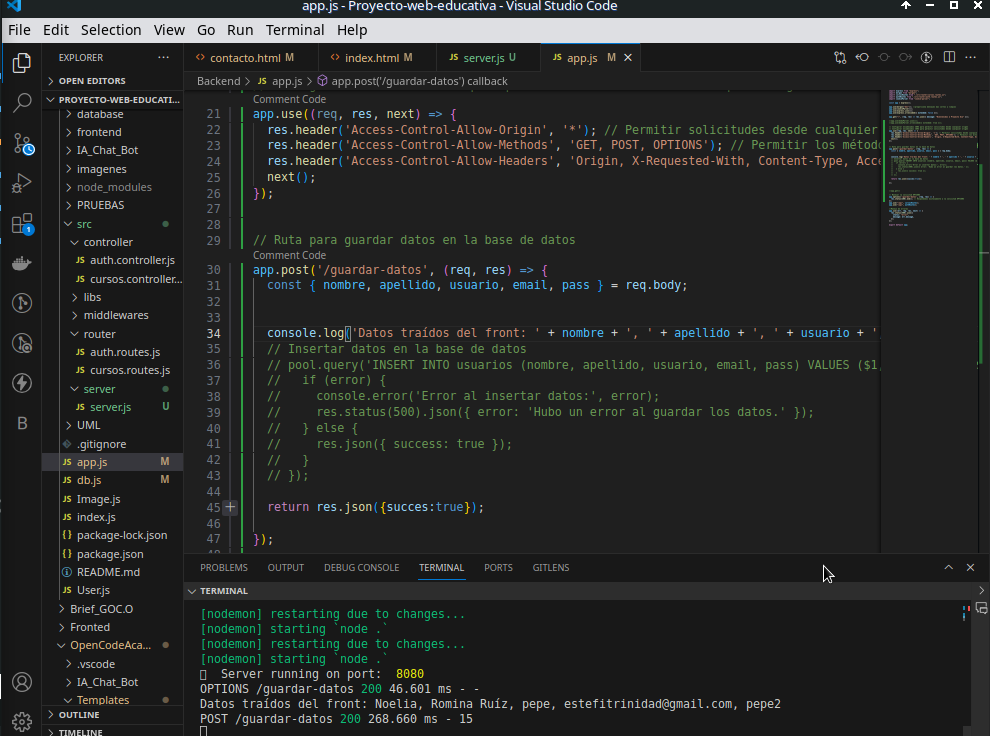 app.js - Proyecto-web-educativa - Visual Studio Code
File Edit Selection View Go Run Terminal Help
EXPLORER ...
contacto.html M index.html M JS server.js U JS app.js M
OPEN EDITORS
Backend > JS app.js > app.post('/guardar-datos') callback
PROYECTO-WEB-EDUCATI...
database
frontend
IA_Chat_Bot
imagenes
node_modules
PRUEBAS
src
controller
JS auth.controller.js
JS cursos.controller...
libs
middlewares
router
JS auth.routes.js
JS cursos.routes.js
server
JS server.js U
UML
.gitignore
JS app.js M
JS db.js M
JS Image.js
JS index.js
{} package-lock.json
{} package.json
README.md
JS User.js
Brief_GOC.O
Fronted
OpenCodeAca...
.vscode
IA_Chat_Bot
Templates
OUTLINE
TIMELINE
1
B
Comment Code
21 app.use((req, res, next) => {
22 res.header('Access-Control-Allow-Origin', '*'); // Permitir solicitudes desde cualquier
23 res.header('Access-Control-Allow-Methods', 'GET, POST, OPTIONS'); // Permitir los método
24 res.header('Access-Control-Allow-Headers', 'Origin, X-Requested-With, Content-Type, Acce
25 next();
26 });
27
28
29 // Ruta para guardar datos en la base de datos
Comment Code
30 app.post('/guardar-datos', (req, res) => {
31 const { nombre, apellido, usuario, email, pass } = req.body;
32
33
34 console.log('Datos traídos del front: ' + nombre + ', ' + apellido + ', ' + usuario + '
35 // Insertar datos en la base de datos
36 // pool.query('INSERT INTO usuarios (nombre, apellido, usuario, email, pass) VALUES ($1,
37 // if (error) {
38 // console.error('Error al insertar datos:', error);
39 // res.status(500).json({ error: 'Hubo un error al guardar los datos.' });
40 // } else {
41 // res.json({ success: true });
42 // }
43 // });
44
45 return res.json({succes:true});
46
47 });
PROBLEMS OUTPUT DEBUG CONSOLE TERMINAL PORTS GITLENS
TERMINAL
[nodemon] restarting due to changes...
[nodemon] starting `node .`
[nodemon] restarting due to changes...
[nodemon] starting `node .`
Server running on port: 8080
OPTIONS /guardar-datos 200 46.601 ms - -
Datos traídos del front: Noelia, Romina Ruíz, pepe, estefitrinidad@gmail.com, pepe2
POST /guardar-datos 200 268.660 ms - 15